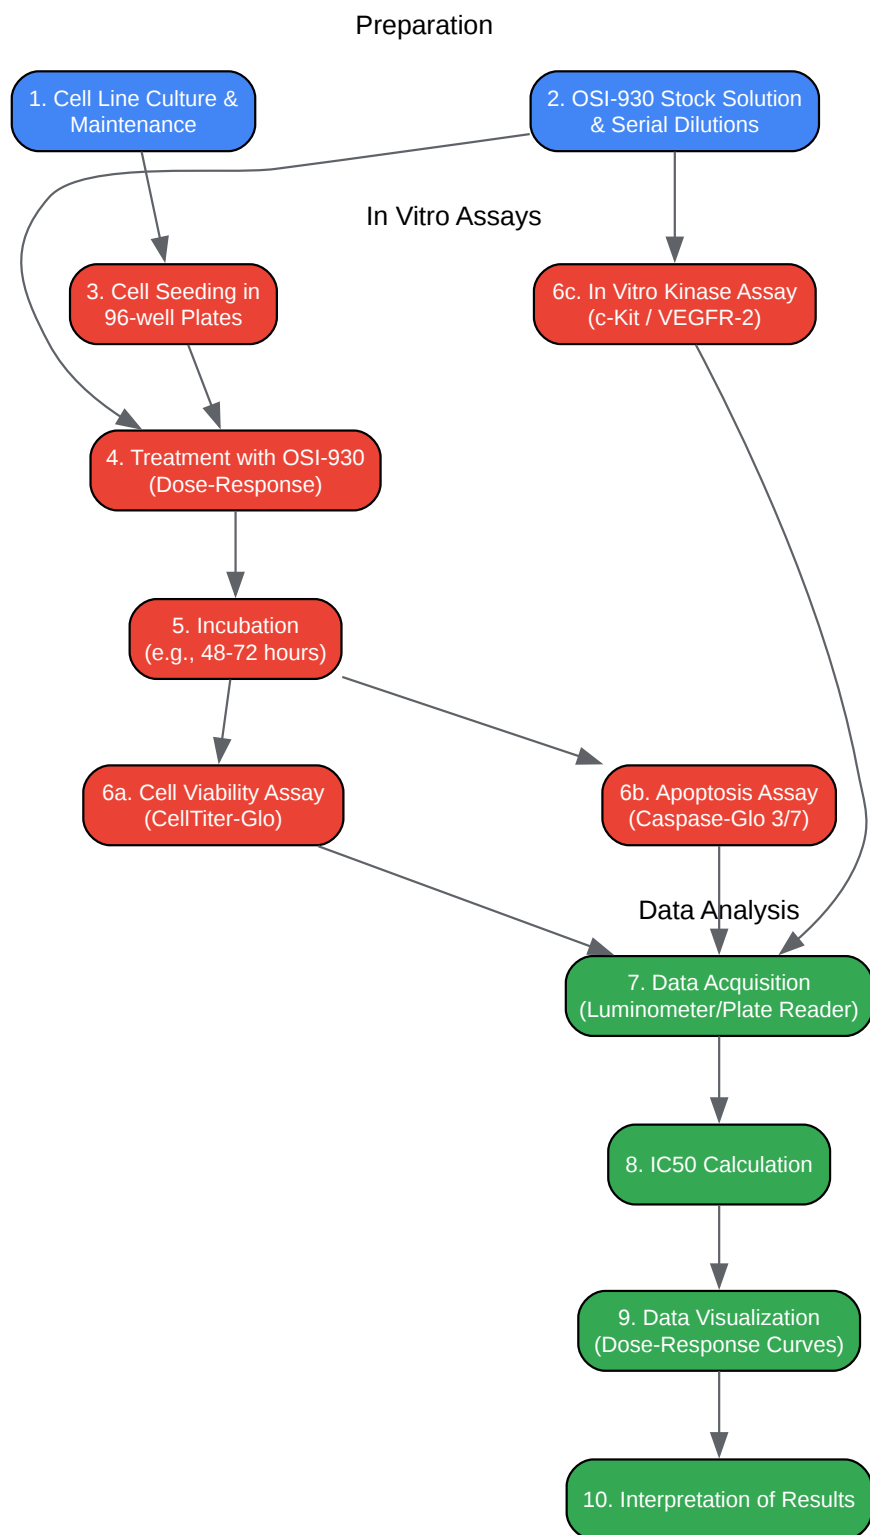 Preparation
1. Cell Line Culture &
Maintenance
2. OSI-930 Stock Solution
& Serial Dilutions
In Vitro Assays
3. Cell Seeding in
96-well Plates
6c. In Vitro Kinase Assay
(c-Kit / VEGFR-2)
4. Treatment with OSI-930
(Dose-Response)
5. Incubation
(e.g., 48-72 hours)
6a. Cell Viability Assay
(CellTiter-Glo)
6b. Apoptosis Assay
(Caspase-Glo 3/7)
Data Analysis
7. Data Acquisition
(Luminometer/Plate Reader)
8. IC50 Calculation
9. Data Visualization
(Dose-Response Curves)
10. Interpretation of Results